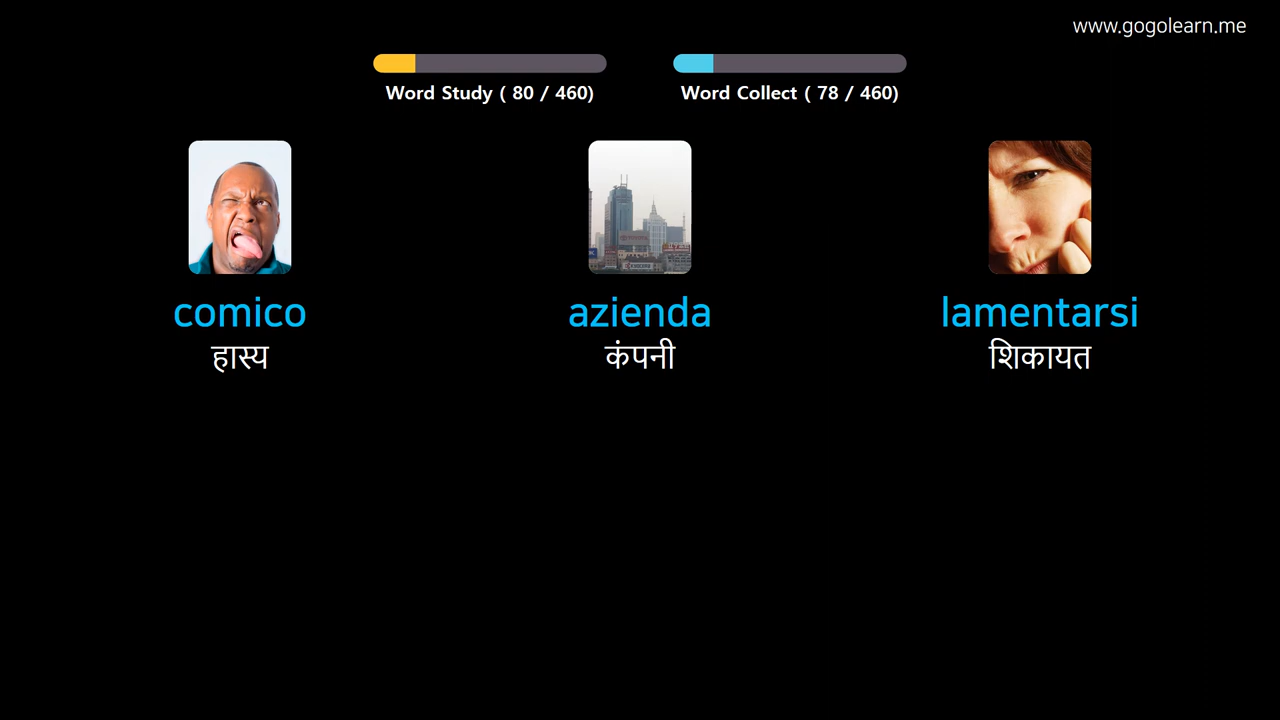 www.gogolearn.me
Word Study ( 80 / 460)
Word Collect ( 78 / 460)
comico
हास्य
azienda
कंपनी
lamentarsi
शिकायत